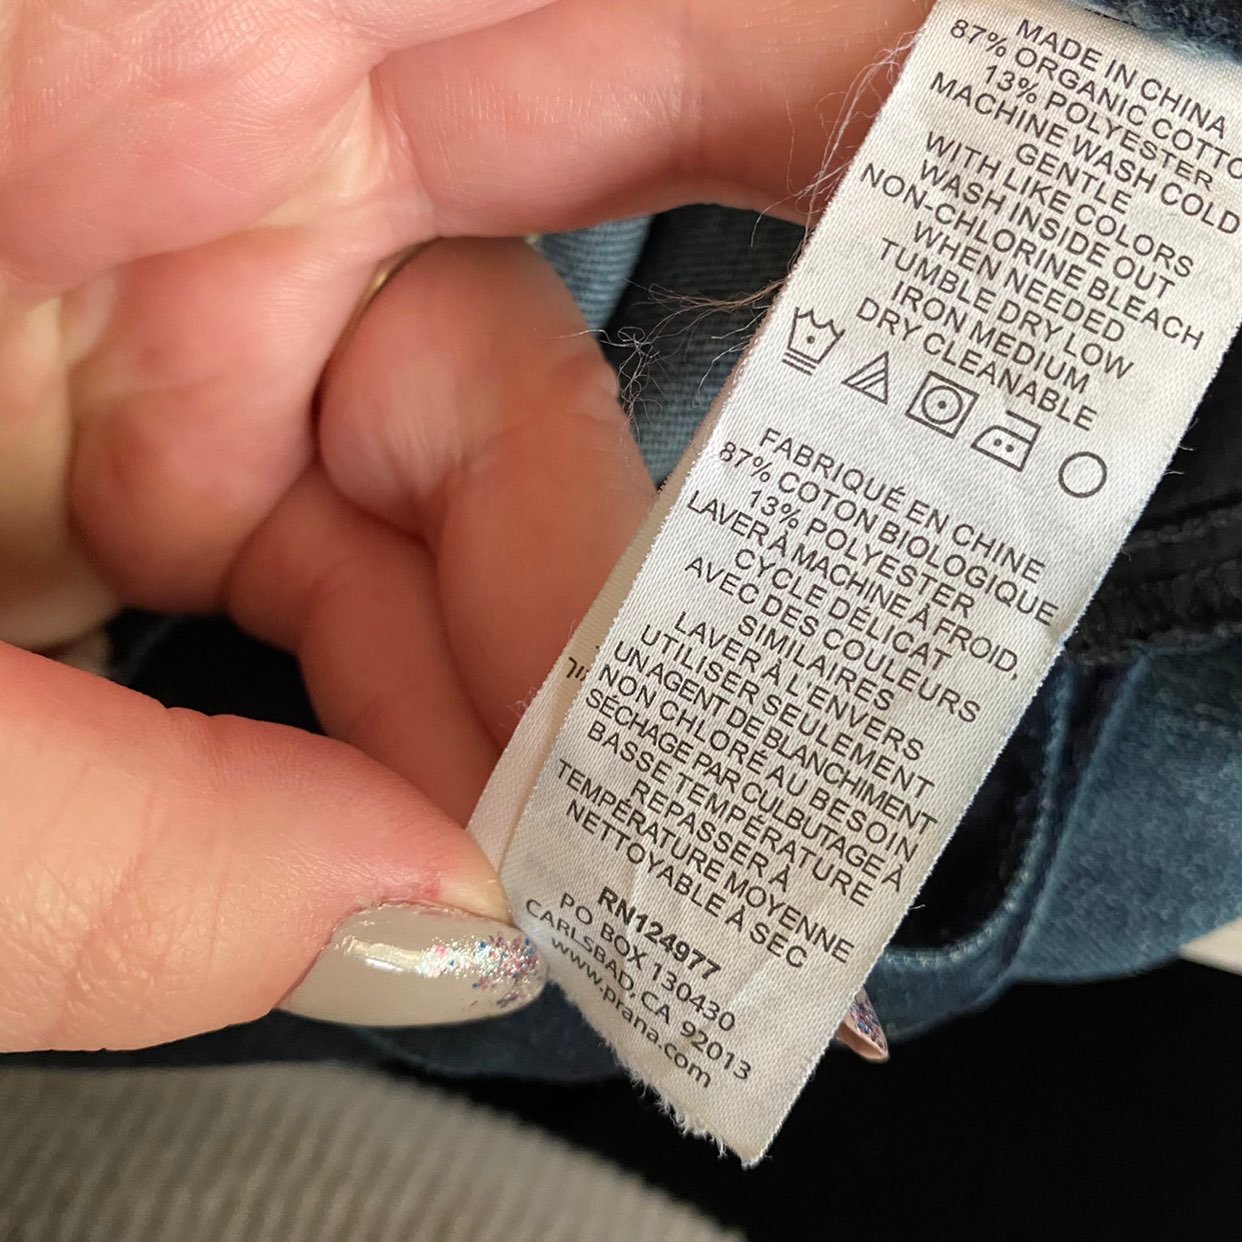 MADE IN CHINA
87% ORGANIC COTTO
13% POLYESTER
MACHINE WASH COLD
GENTLE
WITH LIKE COLORS
WASH INSIDE OUT
NON-CHLORINE BLEACH
WHEN NEEDED
TUMBLE DRY LOW
IRON MEDIUM
DRY CLEANABLE
FABRIQUÉ EN CHINE
87% COTON BIOLOGIQUE
13% POLYESTER
LAVER À MACHINE À FROID,
CYCLE DÉLICAT
AVEC DES COULEURS
SIMILAIRES
LAVER À L'ENVERS
UTILISER SEULEMENT
UN AGENT DE BLANCHIMENT
NON CHLORÉ AU BESOIN
SÉCHAGE PAR CULBUTAGE À
BASSE TEMPÉRATURE
REPASSER À
TEMPÉRATURE MOYENNE
NETTOYABLE À SEC
RN124977
PO BOX 130430
CARLSBAD, CA 92013
www.prana.com